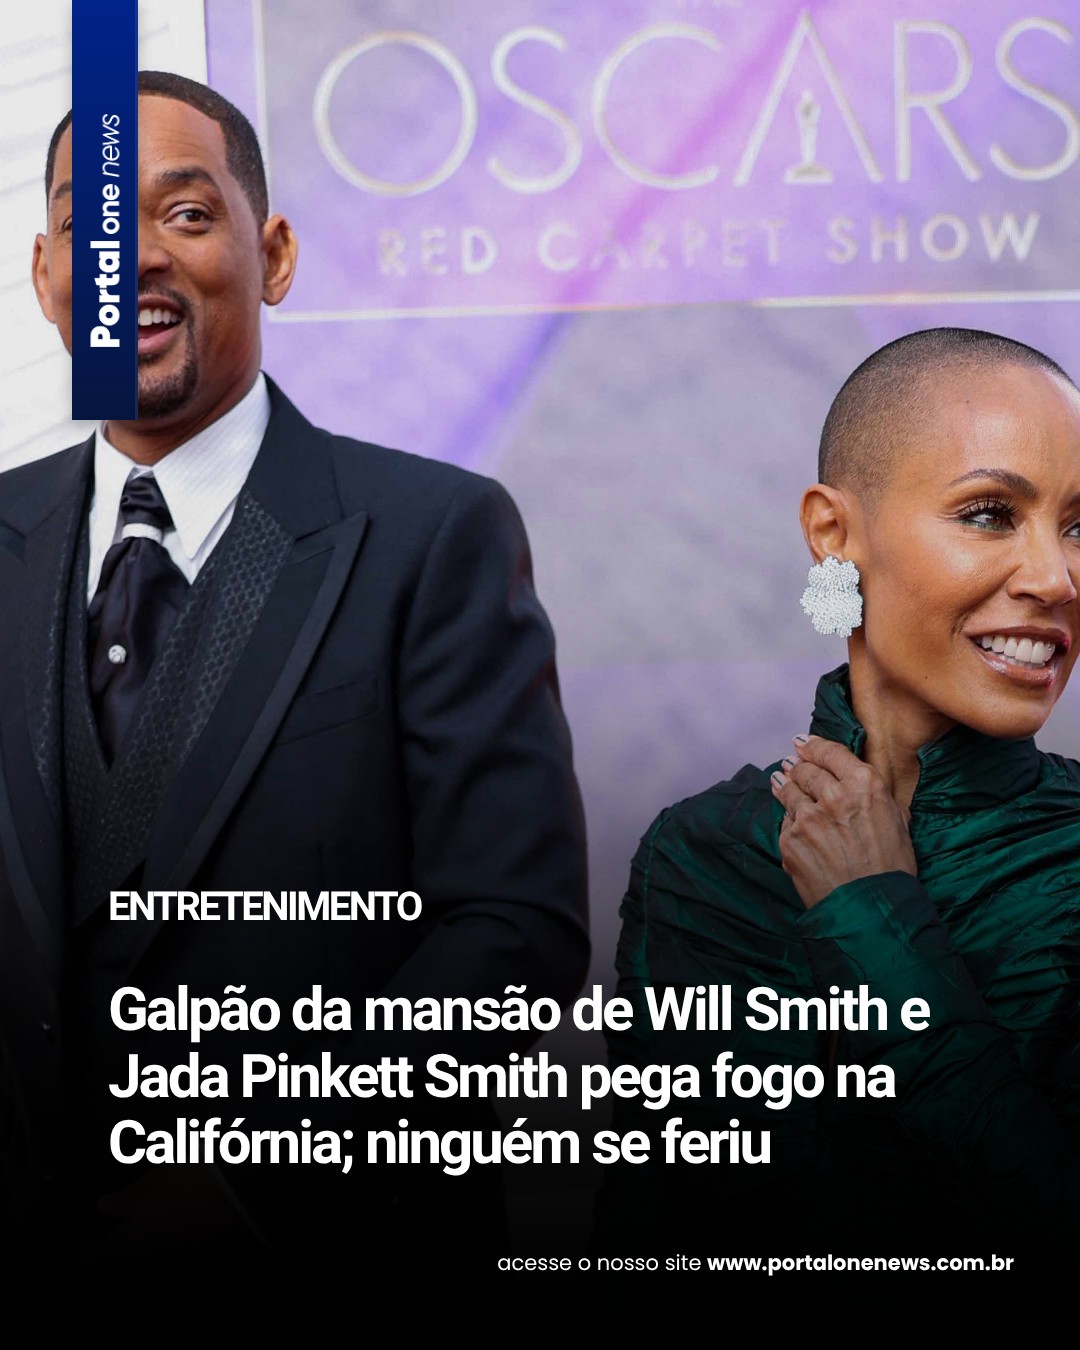 OSCARS
RED CARPET SHOW
Portal one news
ENTRETENIMENTO
Galpão da mansão de Will Smith e
Jada Pinkett Smith pega fogo na
Califórnia; ninguém se feriu
acesse o nosso site www.portalonenews.com.br